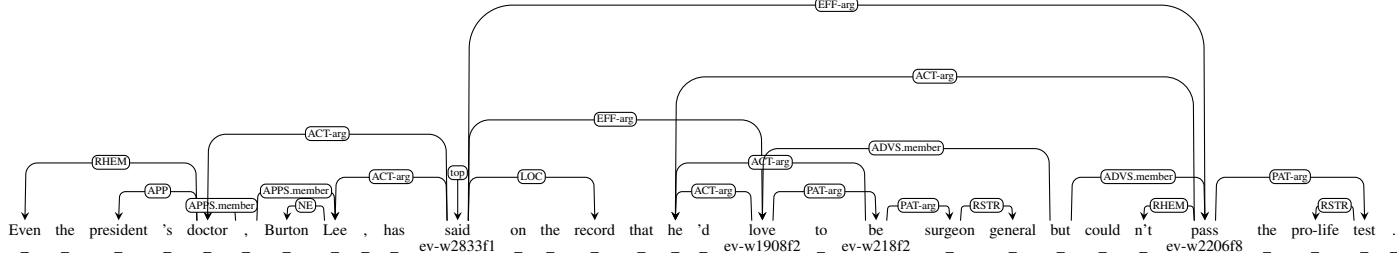 EFF-arg
ACT-arg
EFF-arg
ACT-arg
ADVS.member
RHEM ACT-arg
top
APP APPS.member ACT-arg LOC ACT-arg PAT-arg ADVS.member PAT-arg
APPS.member NE PAT-arg RSTR RHEM RSTR
Even the president 's doctor , Burton Lee , has said on the record that he 'd love to be surgeon general but could n't pass the pro-life test .
_ _ _ _ _ _ _ _ _ _ ev-w2833f1 _ _ _ _ _ _ ev-w1908f2 _ ev-w218f2 _ _ _ _ _ ev-w2206f8 _ _ _ _